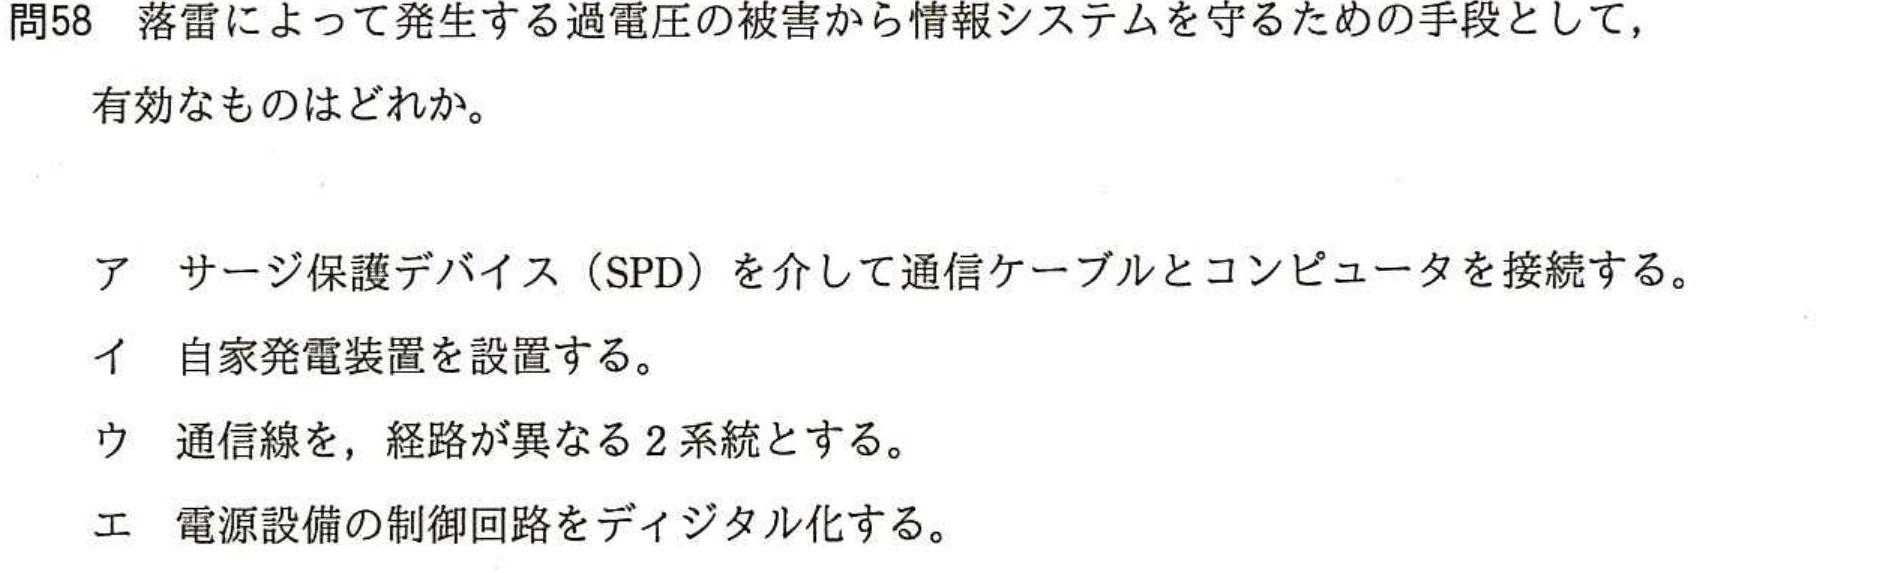 問58　落雷によって発生する過電圧の被害から情報システムを守るための手段として，
有効なものはどれか。
ア　サージ保護デバイス（SPD）を介して通信ケーブルとコンピュータを接続する。
イ　自家発電装置を設置する。
ウ　通信線を，経路が異なる2系統とする。
エ　電源設備の制御回路をディジタル化する。